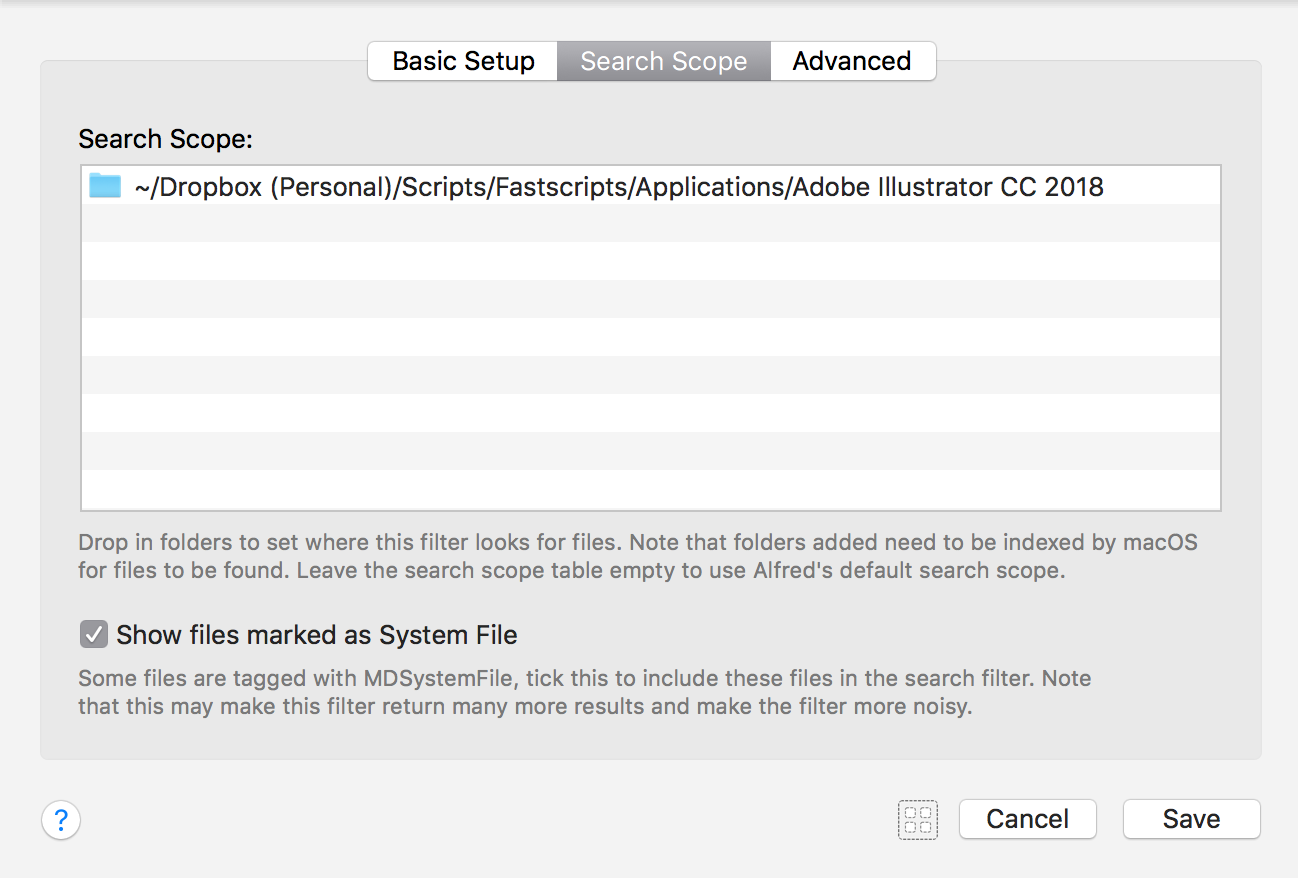 Basic Setup
Search Scope
Advanced
Search Scope:
~/Dropbox (Personal)/Scripts/Fastscripts/Applications/Adobe Illustrator CC 2018
Drop in folders to set where this filter looks for files. Note that folders added need to be indexed by macOS
for files to be found. Leave the search scope table empty to use Alfred's default search scope.
Show files marked as System File
Some files are tagged with MDSystemFile, tick this to include these files in the search filter. Note
that this may make this filter return many more results and make the filter more noisy.
?
Cancel
Save